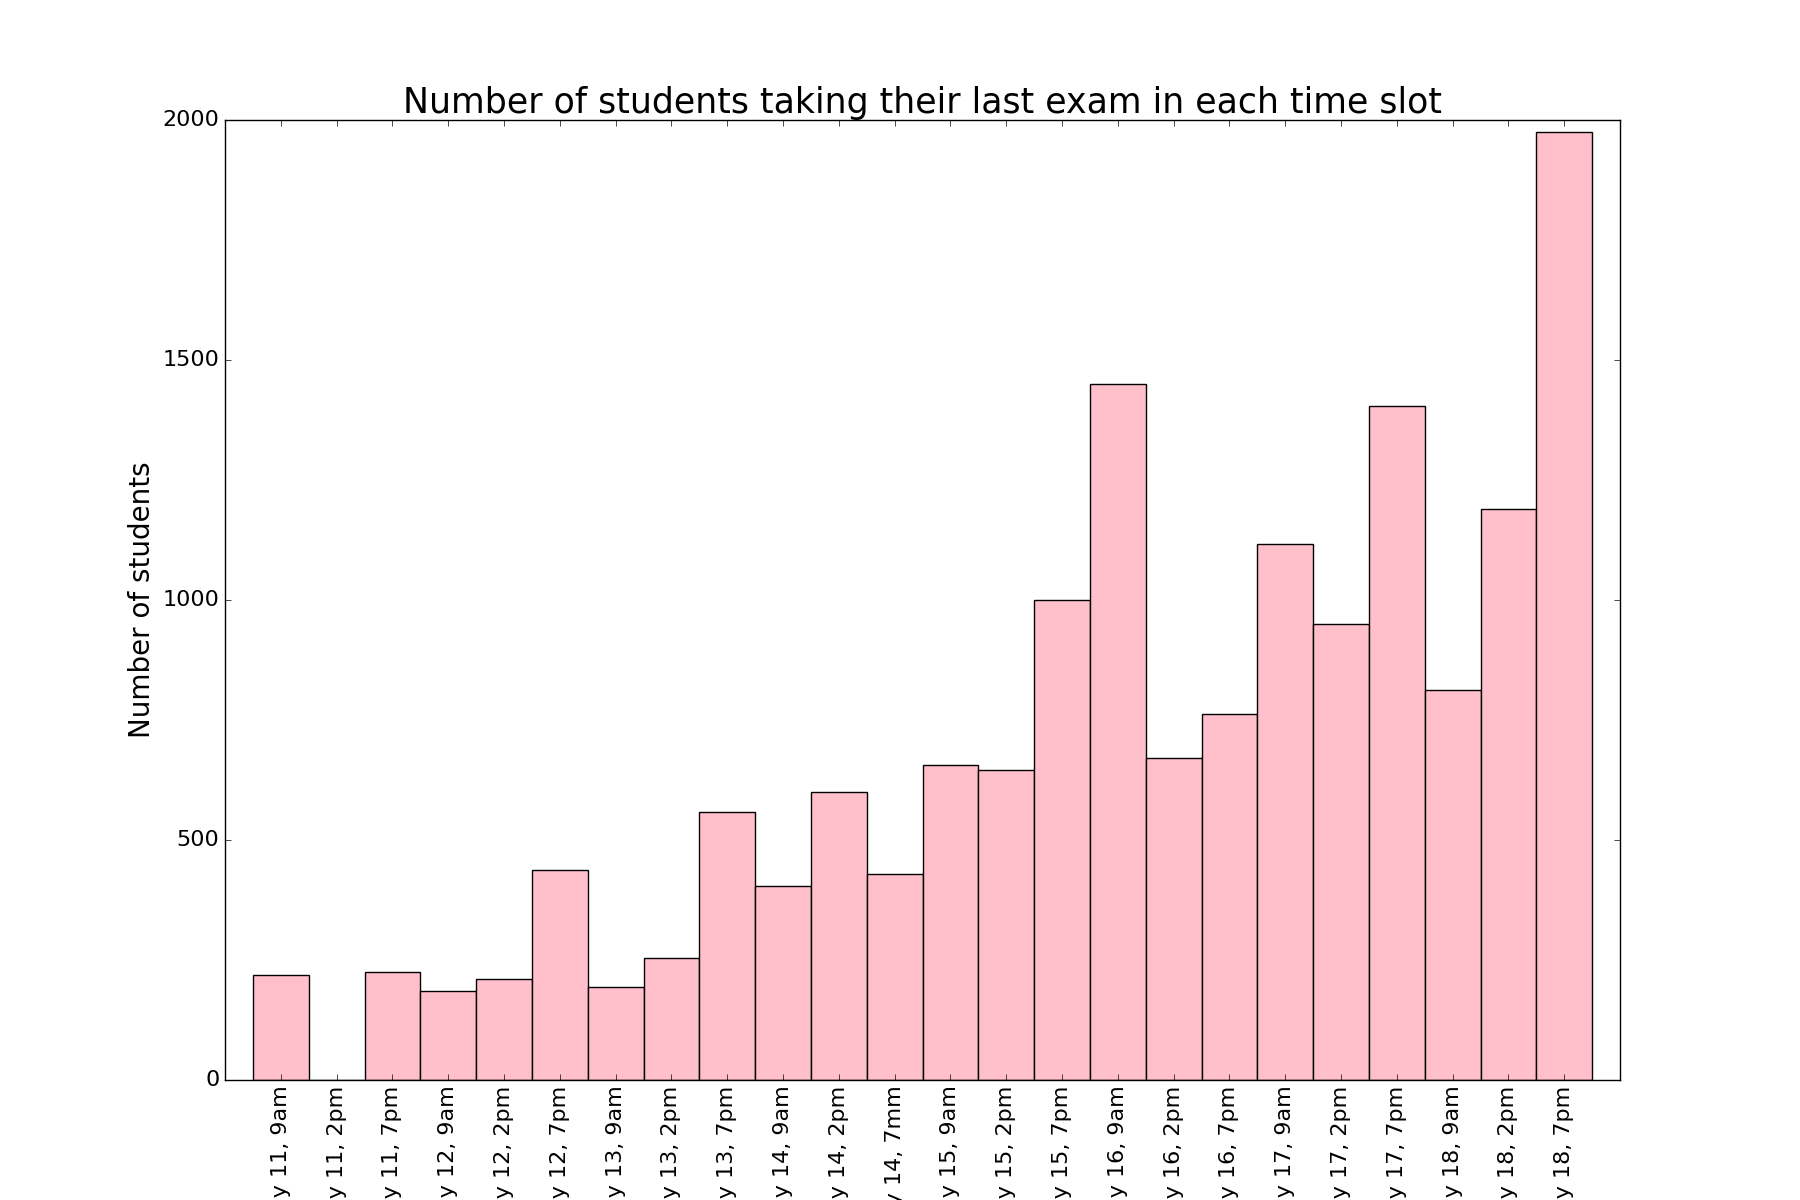 Number of students taking their last exam in each time slot
Number of students
2000
1500
1000
500
0
y 11, 9am
y 11, 2pm
y 11, 7pm
y 12, 9am
y 12, 2pm
y 12, 7pm
y 13, 9am
y 13, 2pm
y 13, 7pm
y 14, 9am
y 14, 2pm
y 14, 7mm
y 15, 9am
y 15, 2pm
y 15, 7pm
y 16, 9am
y 16, 2pm
y 16, 7pm
y 17, 9am
y 17, 2pm
y 17, 7pm
y 18, 9am
y 18, 2pm
y 18, 7pm